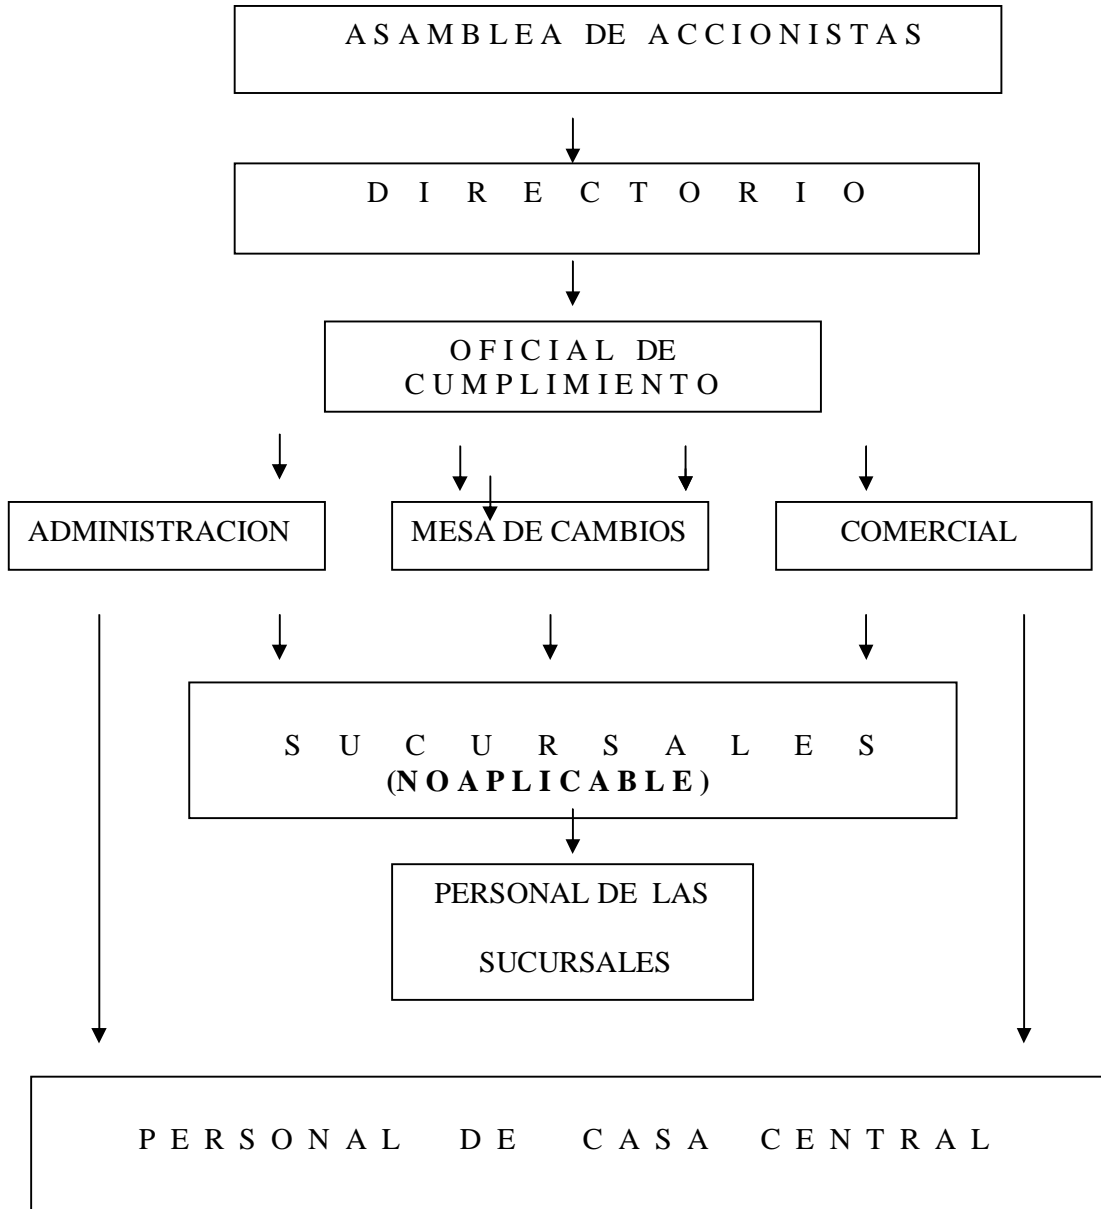 ASAMBLEA DE ACCIONISTAS
DIRECTORIO
OFICIAL DE
CUMPLIMIENTO
ADMINISTRACION
MESA DE CAMBIOS
COMERCIAL
SUCURSALES
(NOAPLICABLE)
PERSONAL DE LAS
SUCURSALES
PERSONAL DE CASA CENTRAL